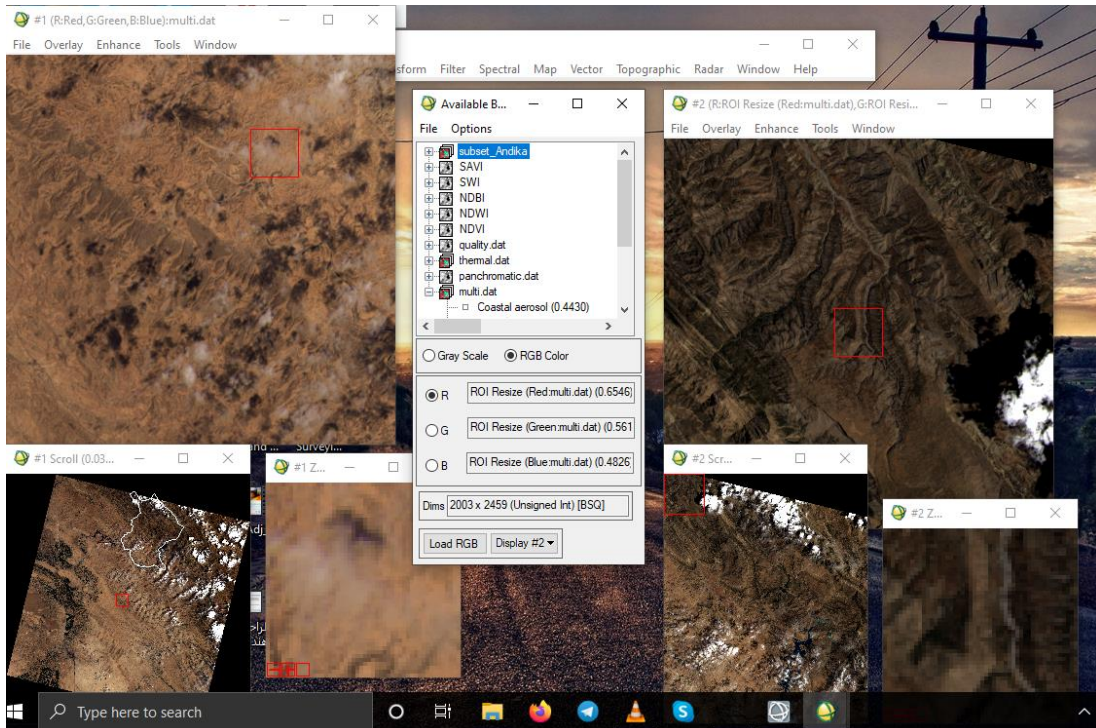 #1 (R:Red,G:Green,B:Blue):multi.dat
File Overlay Enhance Tools Window
Filter Spectral Map Vector Topographic Radar Window Help
Available B...
File Options
subset_Andika
SAVI
SWI
NDBI
NDWI
NDVI
quality.dat
thermal.dat
panchromatic.dat
multi.dat
Coastal aerosol (0.4430)
Gray Scale RGB Color
R ROI Resize (Red:multi.dat) (0.6546)
G ROI Resize (Green:multi.dat) (0.561
B ROI Resize (Blue:multi.dat) (0.4826)
Dims 2003 x 2459 (Unsigned Int) [BSQ]
Load RGB Display #2
#2 (R:ROI Resize (Red:multi.dat),G:ROI Resi...
File Overlay Enhance Tools Window
#1 Scroll (0.03...
#1 Z...
#2 Scr...
#2 Z...
Type here to search